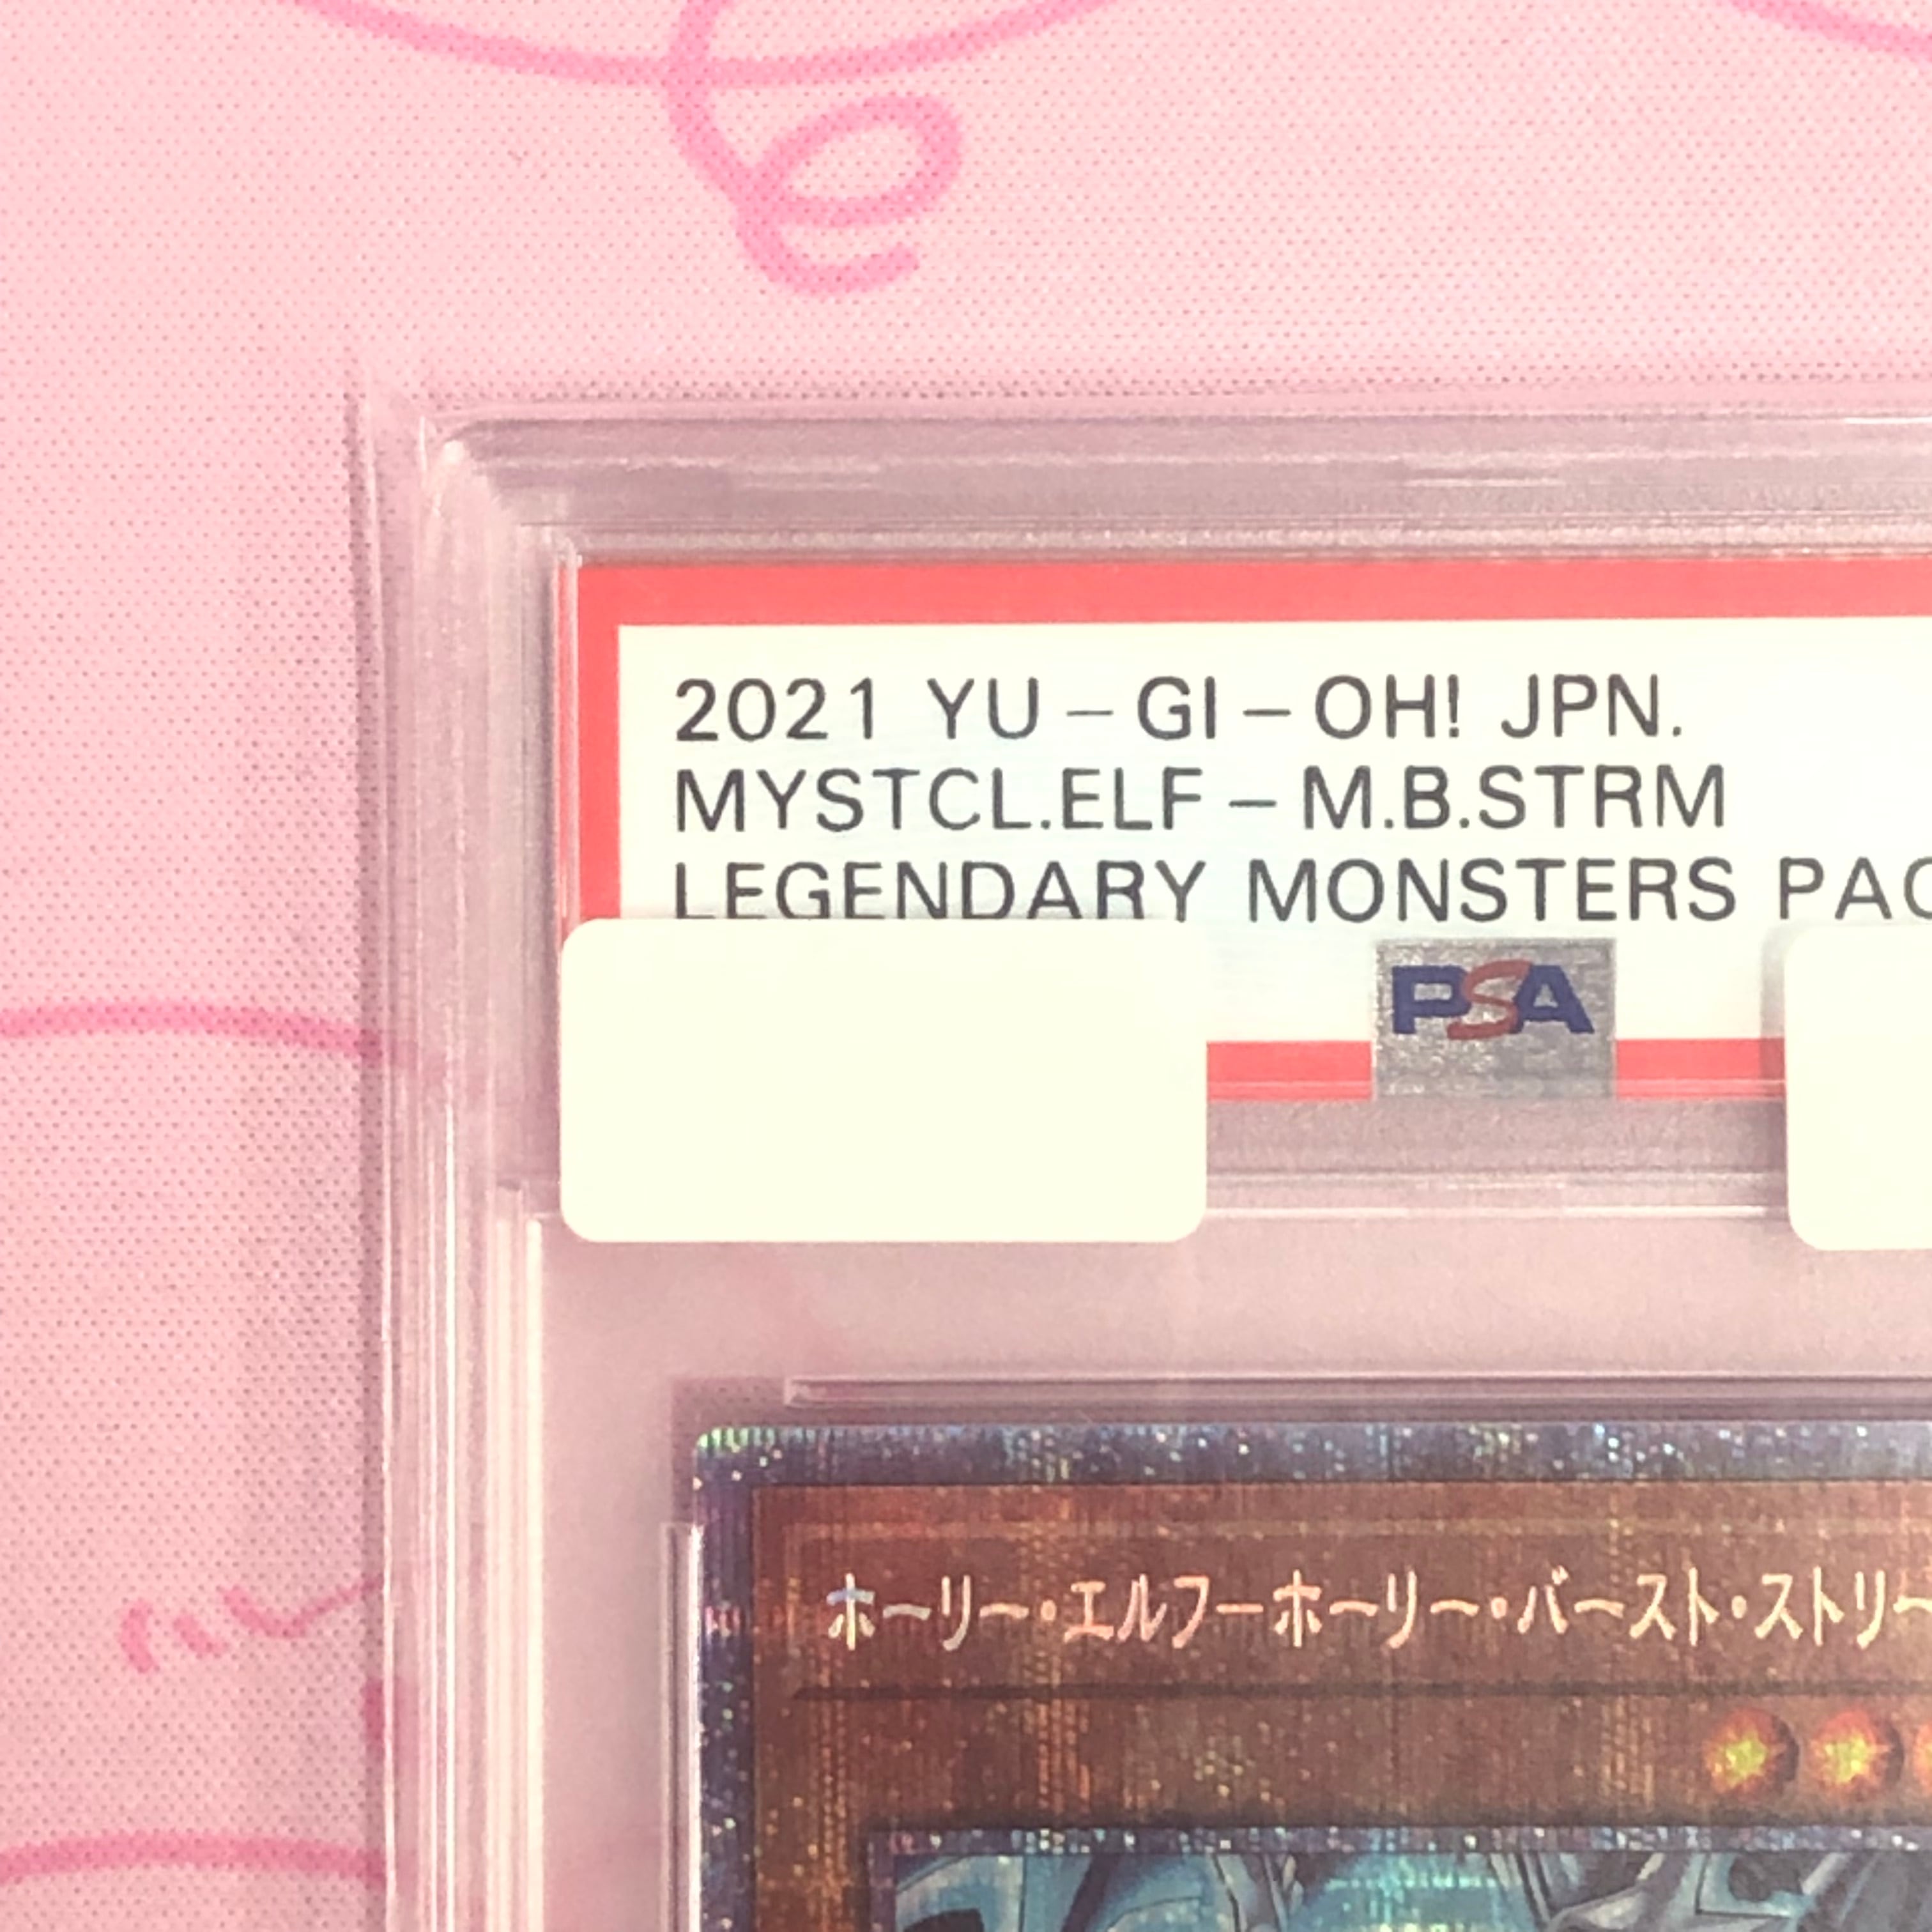 2021 YU-GI-OH! JPN.
MYSTCL.ELF-M.B.STRM
LEGENDARY MONSTERS PAC
PSA
ホーリー・エルフーホーリー・バースト・ストリー